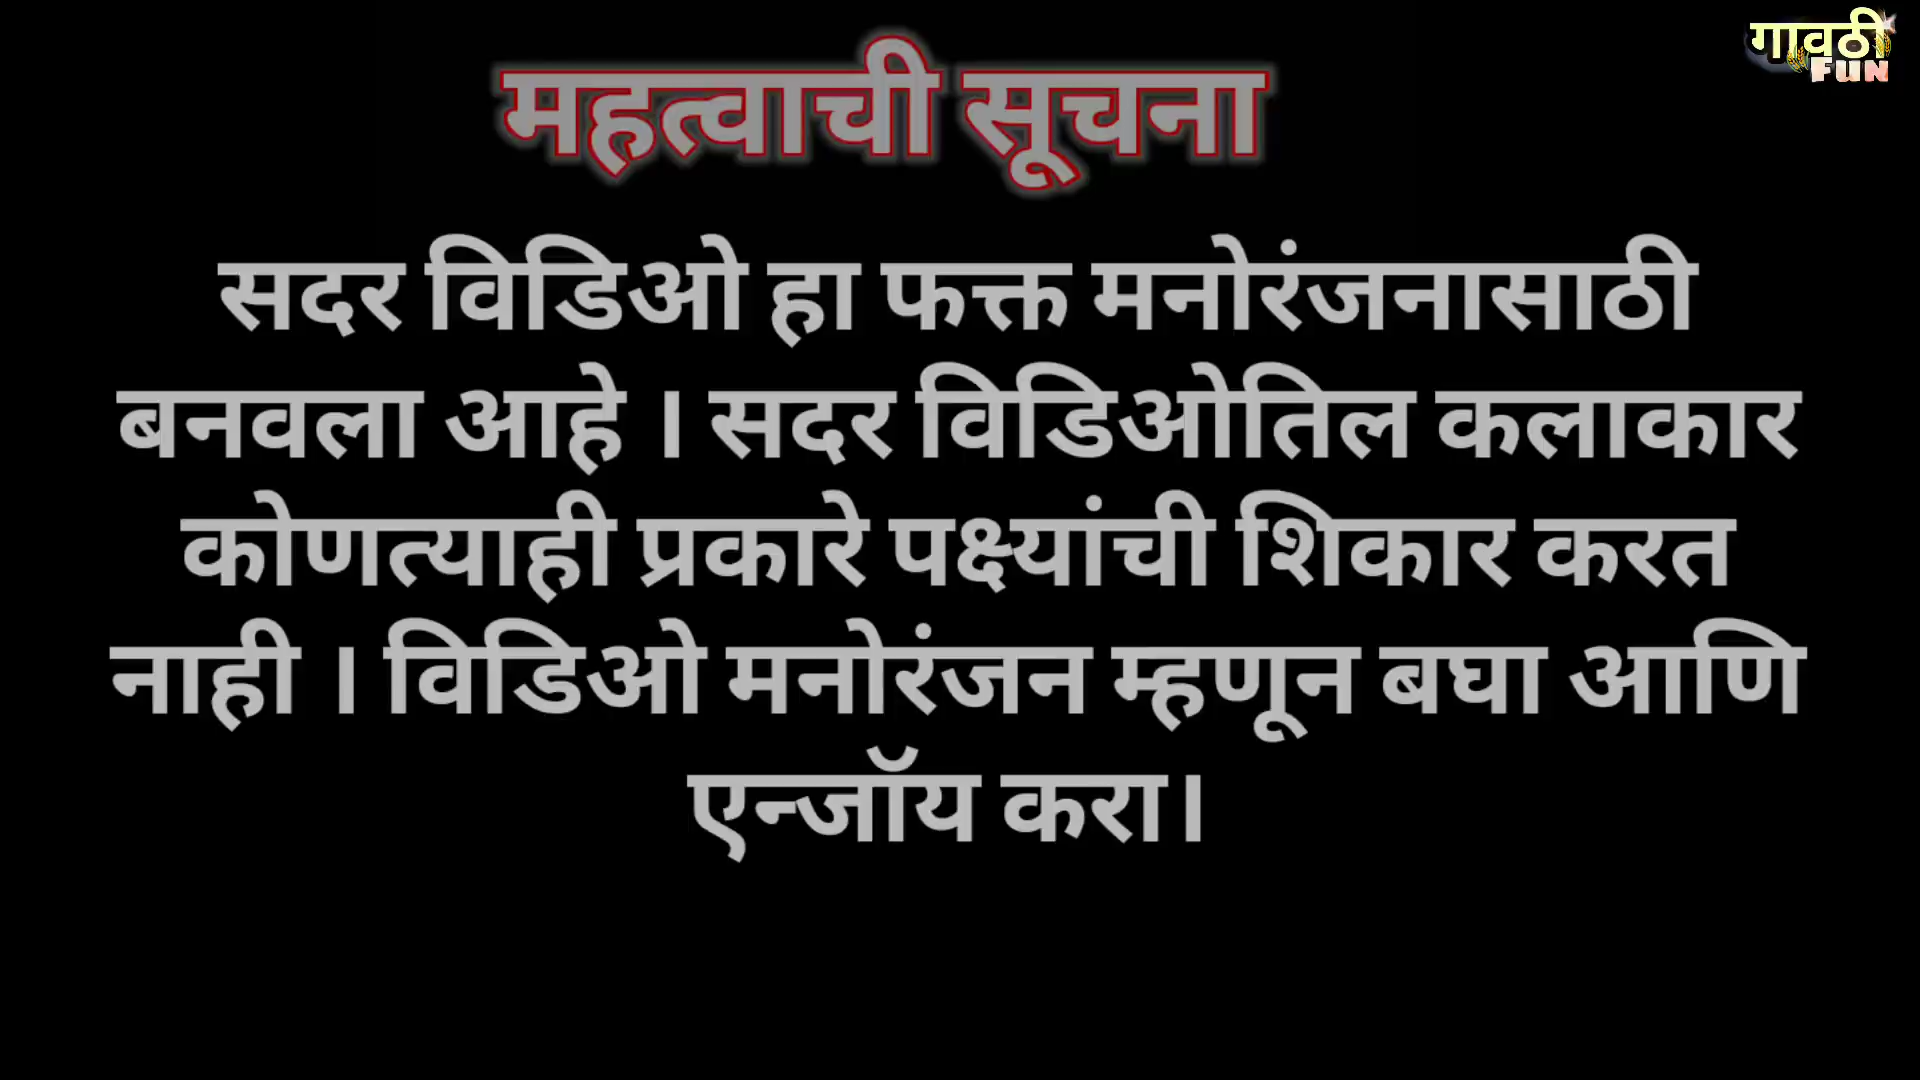 गावठी
FUN
महत्वाची सूचना
सदर विडिओ हा फक्त मनोरंजनासाठी
बनवला आहे । सदर विडिओतिल कलाकार
कोणत्याही प्रकारे पक्ष्यांची शिकार करत
नाही । विडिओ मनोरंजन म्हणून बघा आणि
एन्जॉय करा।